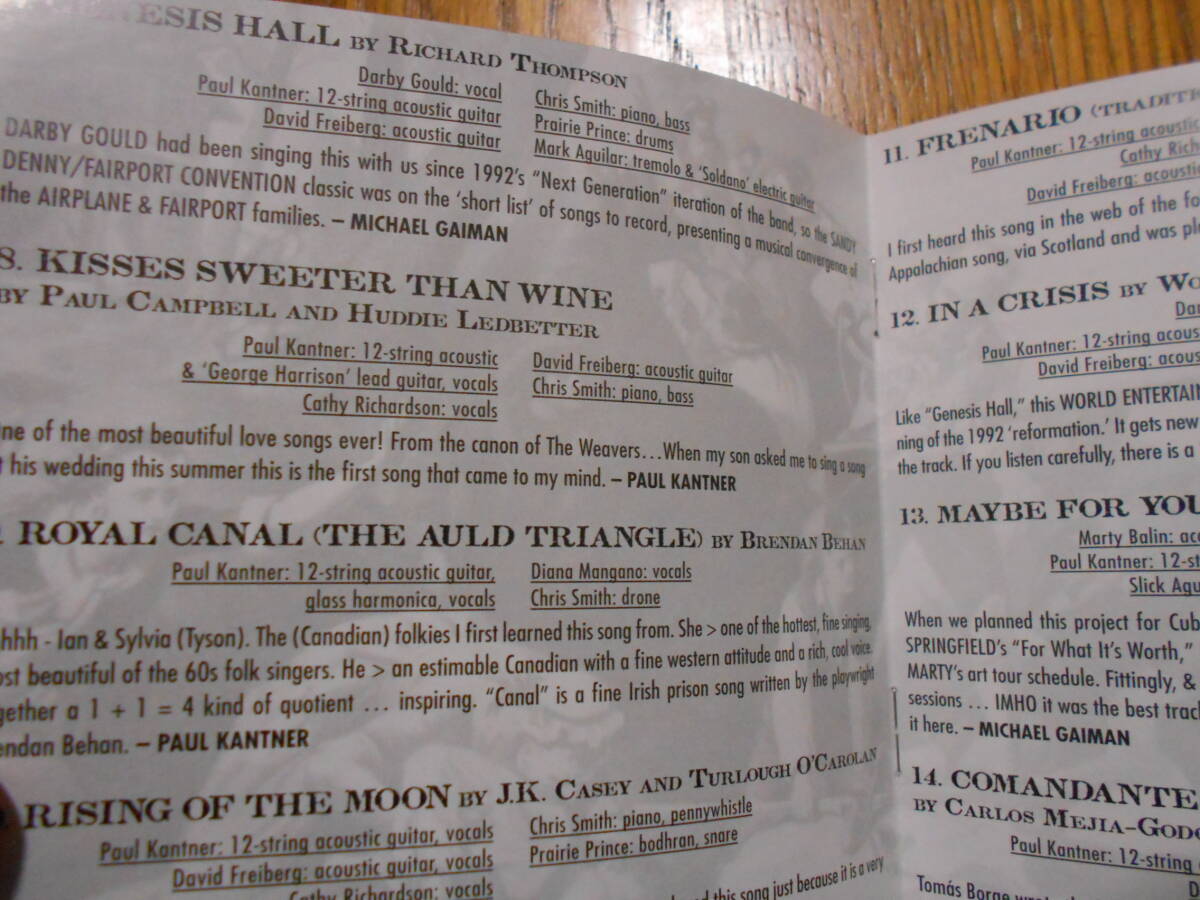 ESIS HALL BY RICHARD THOMPSON
Darby Gould: vocal
Paul Kantner: 12-string acoustic guitar
David Freiberg: acoustic guitar
Chris Smith: piano, bass
Prairie Prince: drums
Mark Aguilar: tremolo & 'Soldano' electric guitar
DARBY GOULD had been singing this with us since 1992's "Next Generation" iteration of the band, so the SANDY
DENNY/FAIRPORT CONVENTION classic was on the 'short list' of songs to record, presenting a musical convergence of
the AIRPLANE & FAIRPORT families. – MICHAEL GAIMAN
8. KISSES SWEETER THAN WINE
BY PAUL CAMPBELL AND HUDDIE LEDBETTER
Paul Kantner: 12-string acoustic
& 'George Harrison' lead guitar, vocals
Cathy Richardson: vocals
David Freiberg: acoustic guitar
Chris Smith: piano, bass
ne of the most beautiful love songs ever! From the canon of The Weavers...When my son asked me to sing a song
t his wedding this summer this is the first song that came to my mind. – PAUL KANTNER
. ROYAL CANAL (THE AULD TRIANGLE) BY BRENDAN BEHAN
Paul Kantner: 12-string acoustic guitar,
glass harmonica, vocals
Diana Mangano: vocals
Chris Smith: drone
hhh - Ian & Sylvia (Tyson). The (Canadian) folkies I first learned this song from. She > one of the hottest, fine singing,
ost beautiful of the 60s folk singers. He > an estimable Canadian with a fine western attitude and a rich, cool voice.
gether a 1 + 1 = 4 kind of quotient ... inspiring. "Canal" is a fine Irish prison song written by the playwright
endan Behan. – PAUL KANTNER
RISING OF THE MOON BY J.K. CASEY AND TURLOUGH O'CAROLAN
Paul Kantner: 12-string acoustic guitar, vocals
David Freiberg: acoustic guitar, vocals
Cathy Richardson: vocals
Chris Smith: piano, pennywhistle
Prairie Prince: bodhran, snare
this song just because it is a very
11. FRENARIO (TRADITI
Paul Kantner: 12-string acoustic
Cathy Rich
David Freiberg: acousti
I first heard this song in the web of the fo
Appalachian song, via Scotland and was pl
12. IN A CRISIS BY WO
Dar
Paul Kantner: 12-string acous
David Freiberg: acous
Like "Genesis Hall," this WORLD ENTERTAIN
ning of the 1992 'reformation.' It gets new
the track. If you listen carefully, there is a
13. MAYBE FOR YOU
Marty Balin: aco
Paul Kantner: 12-st
Slick Agu
When we planned this project for Cub
SPRINGFIELD's "For What It's Worth,"
MARTY's art tour schedule. Fittingly, &
sessions ... IMHO it was the best track
it here. – MICHAEL GAIMAN
14. COMANDANTE
BY CARLOS MEJIA-GODO
Paul Kantner: 12-string
D
Tomás Borge wrote